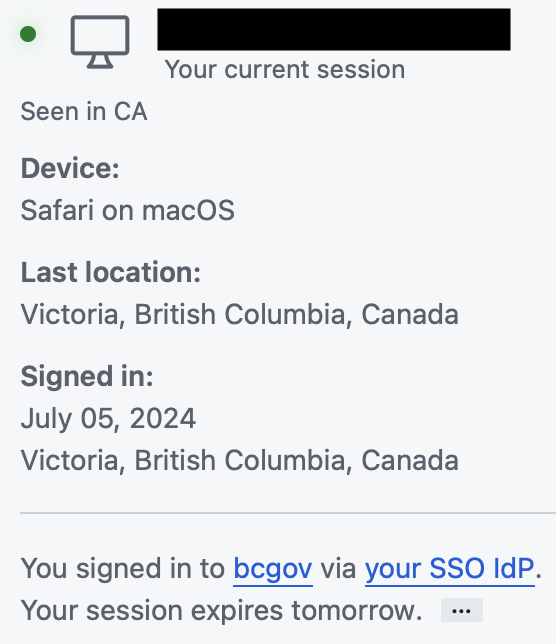 Your current session
Seen in CA
Device:
Safari on macOS
Last location:
Victoria, British Columbia, Canada
Signed in:
July 05, 2024
Victoria, British Columbia, Canada
You signed in to bcgov via your SSO IdP.
Your session expires tomorrow. ...